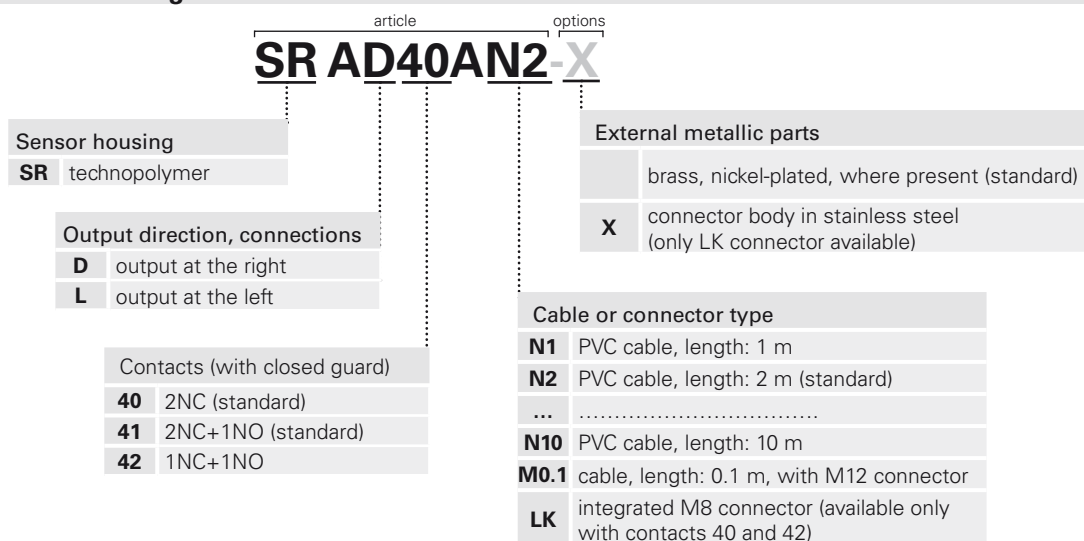 article options
SR AD40AN2-X
Sensor housing
SR technopolymer
Output direction, connections
D output at the right
L output at the left
Contacts (with closed guard)
40 2NC (standard)
41 2NC+1NO (standard)
42 1NC+1NO
External metallic parts
brass, nickel-plated, where present (standard)
X connector body in stainless steel
(only LK connector available)
Cable or connector type
N1 PVC cable, length: 1 m
N2 PVC cable, length: 2 m (standard)
... ……………………………
N10 PVC cable, length: 10 m
M0.1 cable, length: 0.1 m, with M12 connector
LK integrated M8 connector (available only
with contacts 40 and 42)